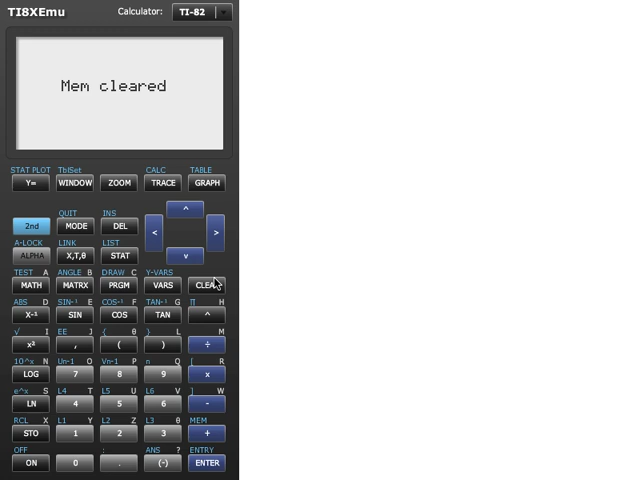 TI8XEmu Calculator: TI-82
Mem cleared
STAT PLOT TblSet CALC TABLE
Y= WINDOW ZOOM TRACE GRAPH
QUIT INS ^
2nd MODE DEL < >
A-LOCK LINK LIST
ALPHA X,T,θ STAT v
TEST A ANGLE B DRAW C Y-VARS
MATH MATRX PRGM VARS
ABS D SIN⁻¹ E COS⁻¹ F TAN⁻¹ G Π H
X⁻¹ SIN COS TAN ^
√ I EE J { θ } L M
x² , ( ) ÷
10^x N Un-1 O Vn-1 P n Q [ R
LOG 7 8 9 x
e^x S L4 T L5 U L6 V ] W
LN 4 5 6 -
RCL X L1 Y L2 Z L3 θ MEM
STO 1 2 3 +
OFF : ANS ? ENTRY
ON 0 . (-) ENTER